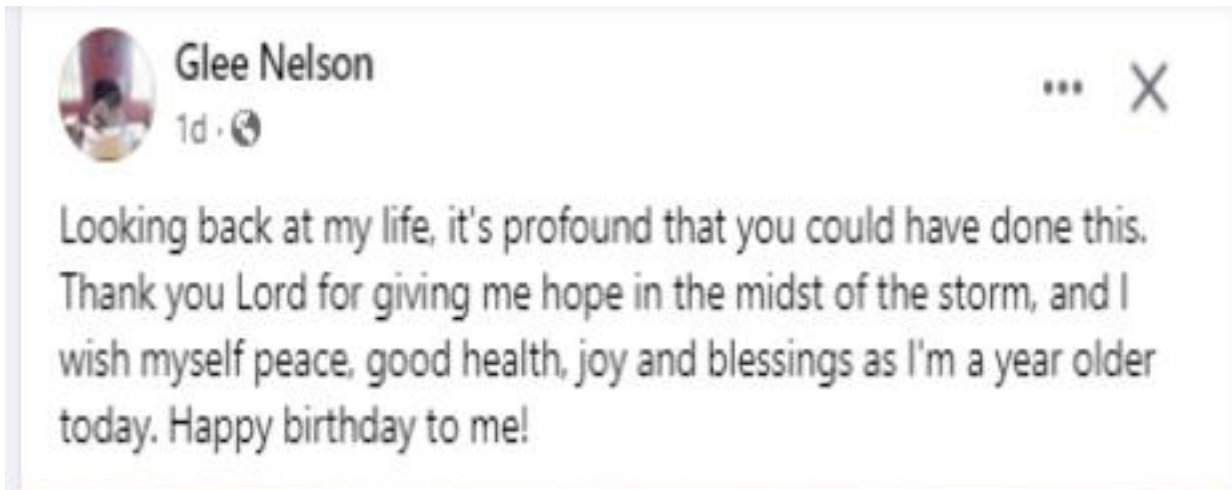 Glee Nelson
1d ·
Looking back at my life, it's profound that you could have done this.
Thank you Lord for giving me hope in the midst of the storm, and I
wish myself peace, good health, joy and blessings as I'm a year older
today. Happy birthday to me!